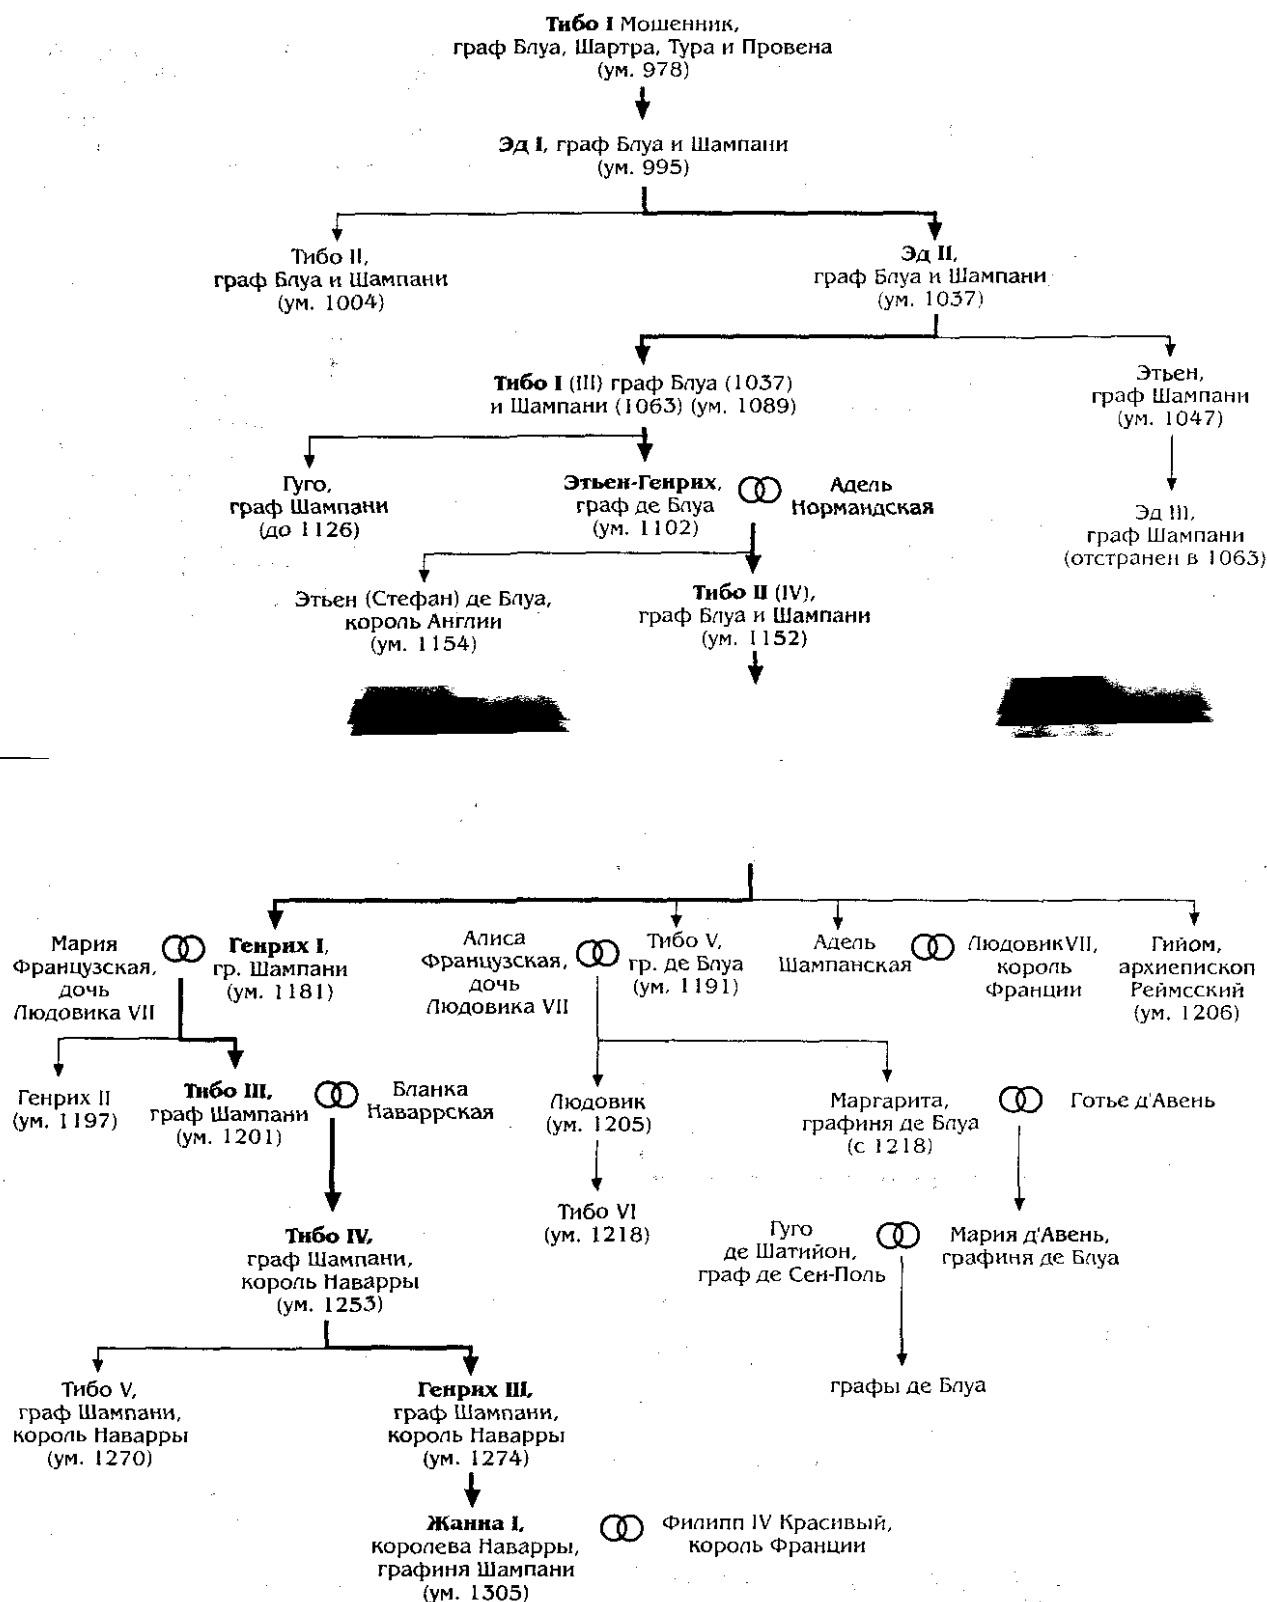 Тибо I Мошенник,
граф Блуа, Шартра, Тура и Провена
(ум. 978)
Эд I, граф Блуа и Шампани
(ум. 995)
Тибо II,
граф Блуа и Шампани
(ум. 1004)
Эд II,
граф Блуа и Шампани
(ум. 1037)
Тибо I (III) граф Блуа (1037)
и Шампани (1063) (ум. 1089)
Этьен,
граф Шампани
(ум. 1047)
Гуго,
граф Шампани
(до 1126)
Этьен-Генрих,
граф де Блуа
(ум. 1102)
Адель
Нормандская
Эд III,
граф Шампани
(отстранен в 1063)
Этьен (Стефан) де Блуа,
король Англии
(ум. 1154)
Тибо II (IV),
граф Блуа и Шампани
(ум. 1152)
Мария
Французская,
дочь
Людовика VII
Генрих I,
гр. Шампани
(ум. 1181)
Алиса
Французская,
дочь
Людовика VII
Тибо V,
гр. де Блуа
(ум. 1191)
Адель
Шампанская
Людовик VII,
король
Франции
Гийом,
архиепископ
Реймсский
(ум. 1206)
Генрих II
(ум. 1197)
Тибо III,
граф Шампани
(ум. 1201)
Бланка
Наваррская
Людовик
(ум. 1205)
Маргарита,
графиня де Блуа
(с 1218)
Готье д'Авень
Тибо IV,
граф Шампани,
король Наварры
(ум. 1253)
Тибо VI
(ум. 1218)
Гуго
де Шатийон,
граф де Сен-Поль
Мария д'Авень,
графиня де Блуа
Тибо V,
граф Шампани,
король Наварры
(ум. 1270)
Генрих III,
граф Шампани,
король Наварры
(ум. 1274)
графы де Блуа
Жанна I,
королева Наварры,
графиня Шампани
(ум. 1305)
Филипп IV Красивый,
король Франции